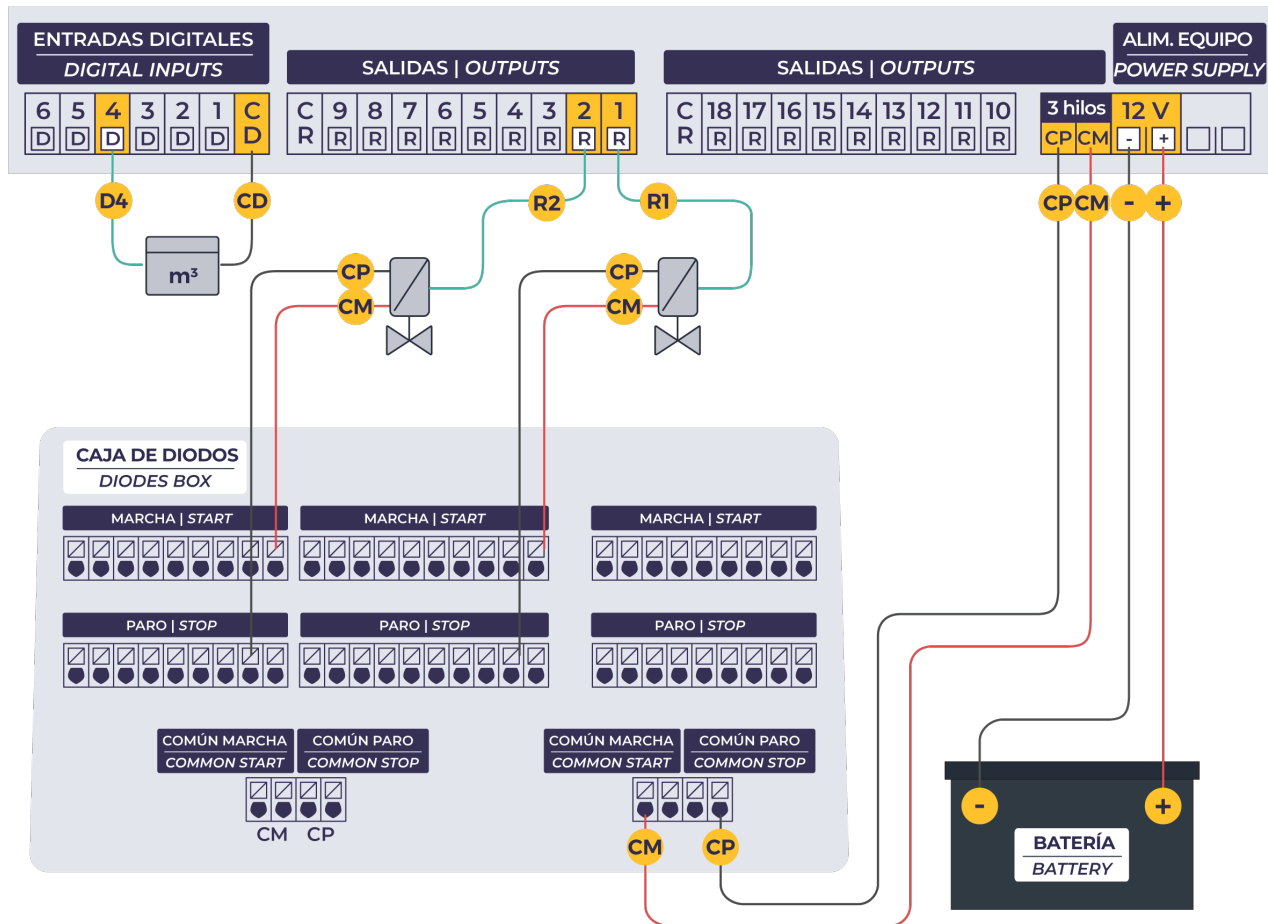 ENTRADAS DIGITALES
DIGITAL INPUTS
SALIDAS | OUTPUTS
SALIDAS | OUTPUTS
ALIM. EQUIPO
POWER SUPPLY
6 5 4 3 2 1 C
D D D D D D D
C 9 8 7 6 5 4 3 2 1
R R R R R R R R R R
C 18 17 16 15 14 13 12 11 10
R R R R R R R R R R
3 hilos 12 V
CP CM - +
D4 CD
R2 R1
CP CM - +
m³
CP
CM
CP
CM
CAJA DE DIODOS
DIODES BOX
MARCHA | START
MARCHA | START
MARCHA | START
PARO | STOP
PARO | STOP
PARO | STOP
COMÚN MARCHA
COMMON START
COMÚN PARO
COMMON STOP
CM CP
COMÚN MARCHA
COMMON START
COMÚN PARO
COMMON STOP
CM CP
- +
BATERÍA
BATTERY